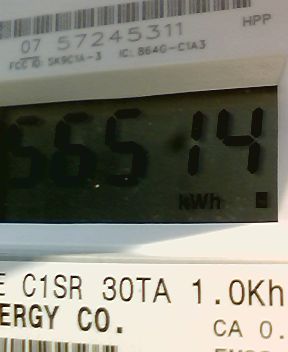 HPP
07 57245311
FCC ID: SK9C1A-3 IC: 864G-C1A3
56514
kWh
E C1SR 30TA 1.0Kh
ERGY CO.
CA 0.